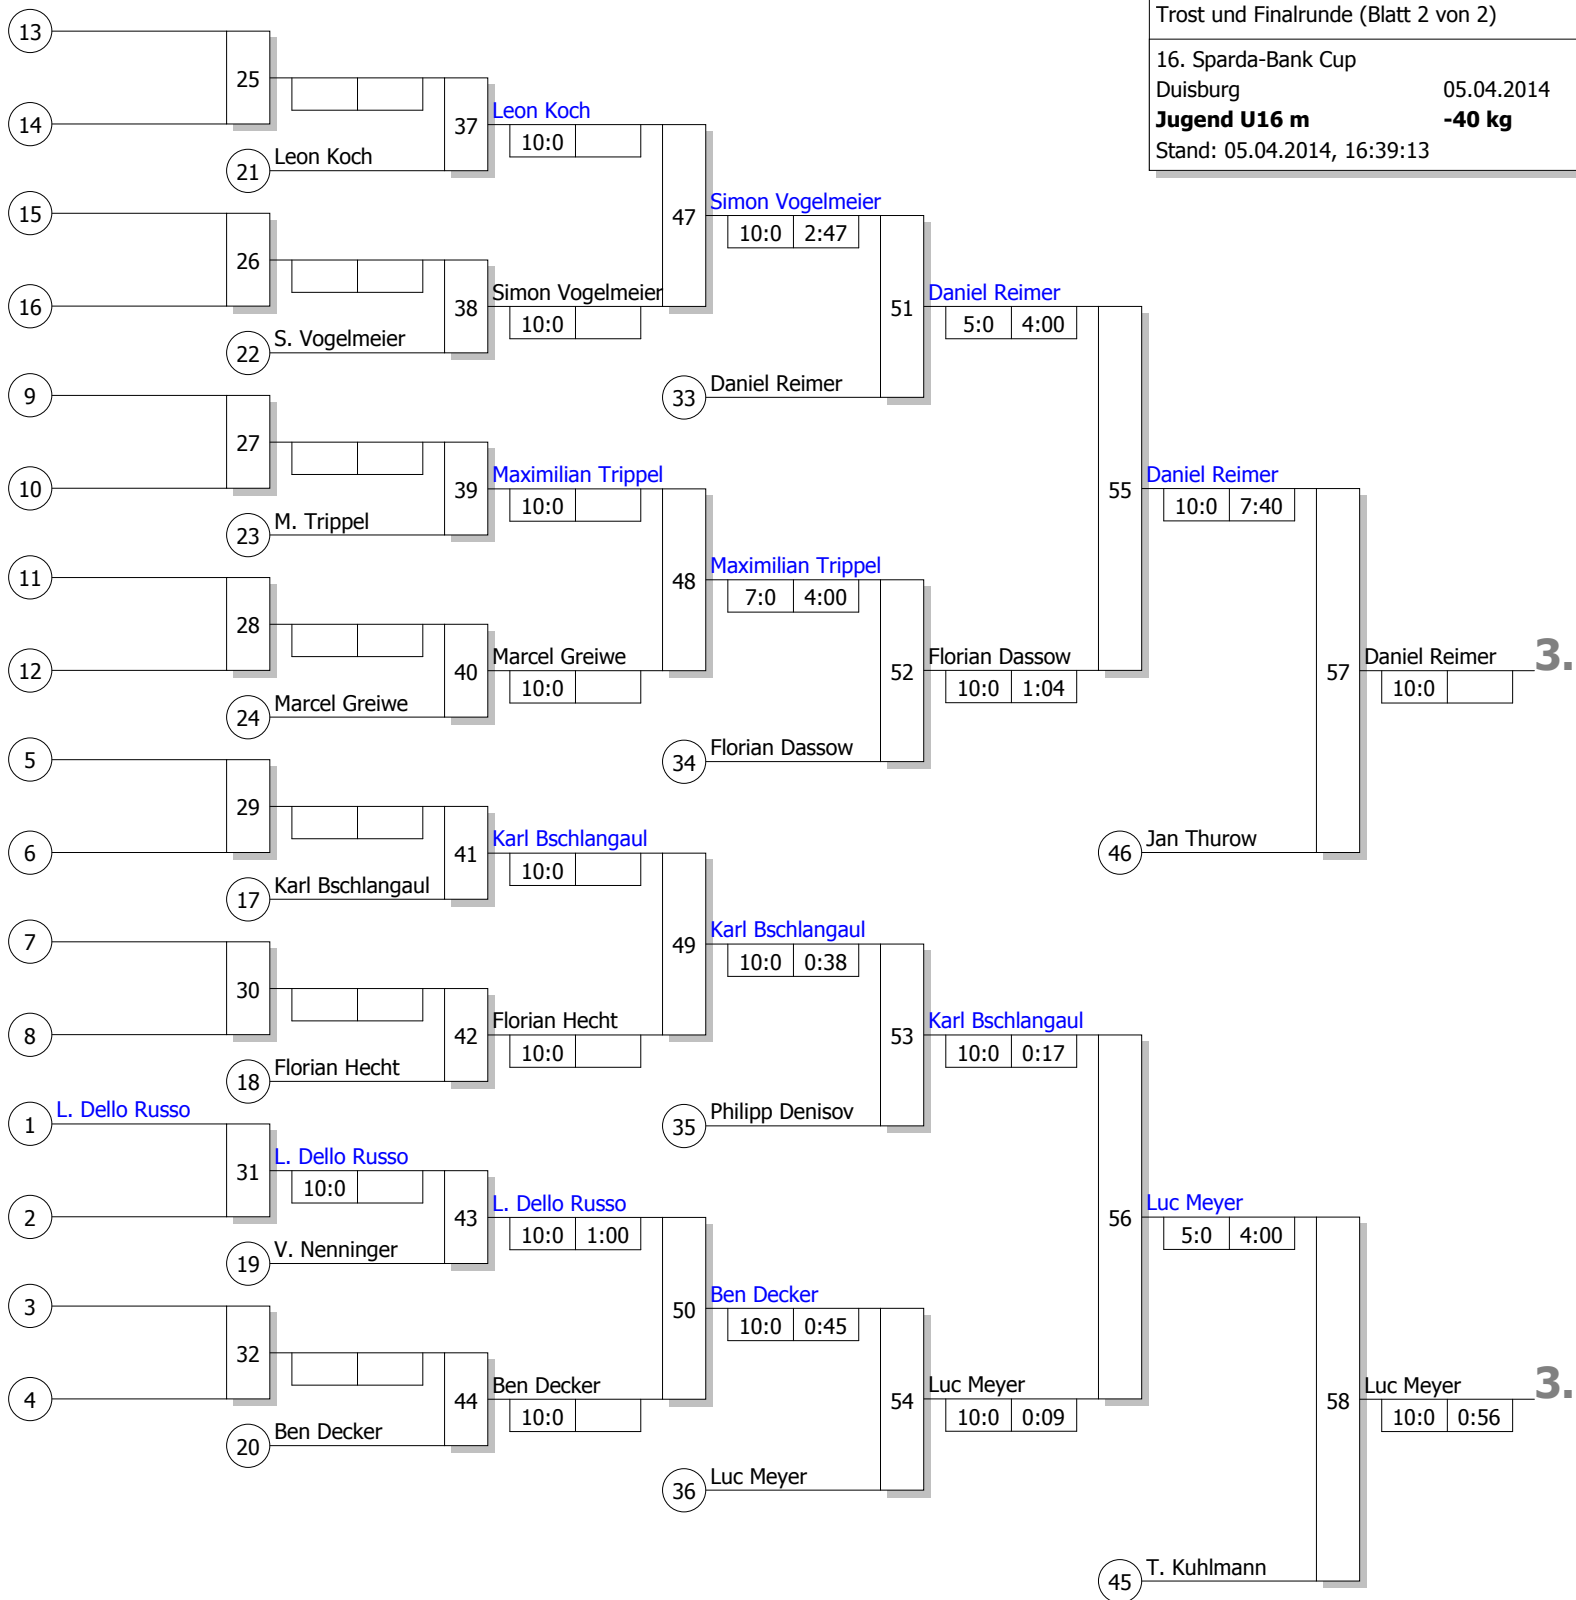 Trost und Finalrunde (Blatt 2 von 2)
16. Sparda-Bank Cup
Duisburg 05.04.2014
Jugend U16 m -40 kg
Stand: 05.04.2014, 16:39:13
13
25
14
37
Leon Koch
10:0
21 Leon Koch
15
47
Simon Vogelmeier
10:0 2:47
26
16
38
Simon Vogelmeier
10:0
22 S. Vogelmeier
51
Daniel Reimer
5:0 4:00
33 Daniel Reimer
9
27
10
39
Maximilian Trippel
10:0
23 M. Trippel
55
Daniel Reimer
10:0 7:40
11
48
Maximilian Trippel
7:0 4:00
28
12
40
Marcel Greiwe
10:0
24 Marcel Greiwe
52
Florian Dassow
10:0 1:04
34 Florian Dassow
57
Daniel Reimer
10:0
3.
5
29
6
41
Karl Bschlangaul
10:0
17 Karl Bschlangaul
46 Jan Thurow
7
49
Karl Bschlangaul
10:0 0:38
30
8
42
Florian Hecht
10:0
18 Florian Hecht
53
Karl Bschlangaul
10:0 0:17
35 Philipp Denisov
1 L. Dello Russo
31
L. Dello Russo
10:0
2
43
L. Dello Russo
10:0 1:00
19 V. Nenninger
56
Luc Meyer
5:0 4:00
3
50
Ben Decker
10:0 0:45
32
4
44
Ben Decker
10:0
20 Ben Decker
54
Luc Meyer
10:0 0:09
36 Luc Meyer
58
Luc Meyer
10:0 0:56
3.
45 T. Kuhlmann